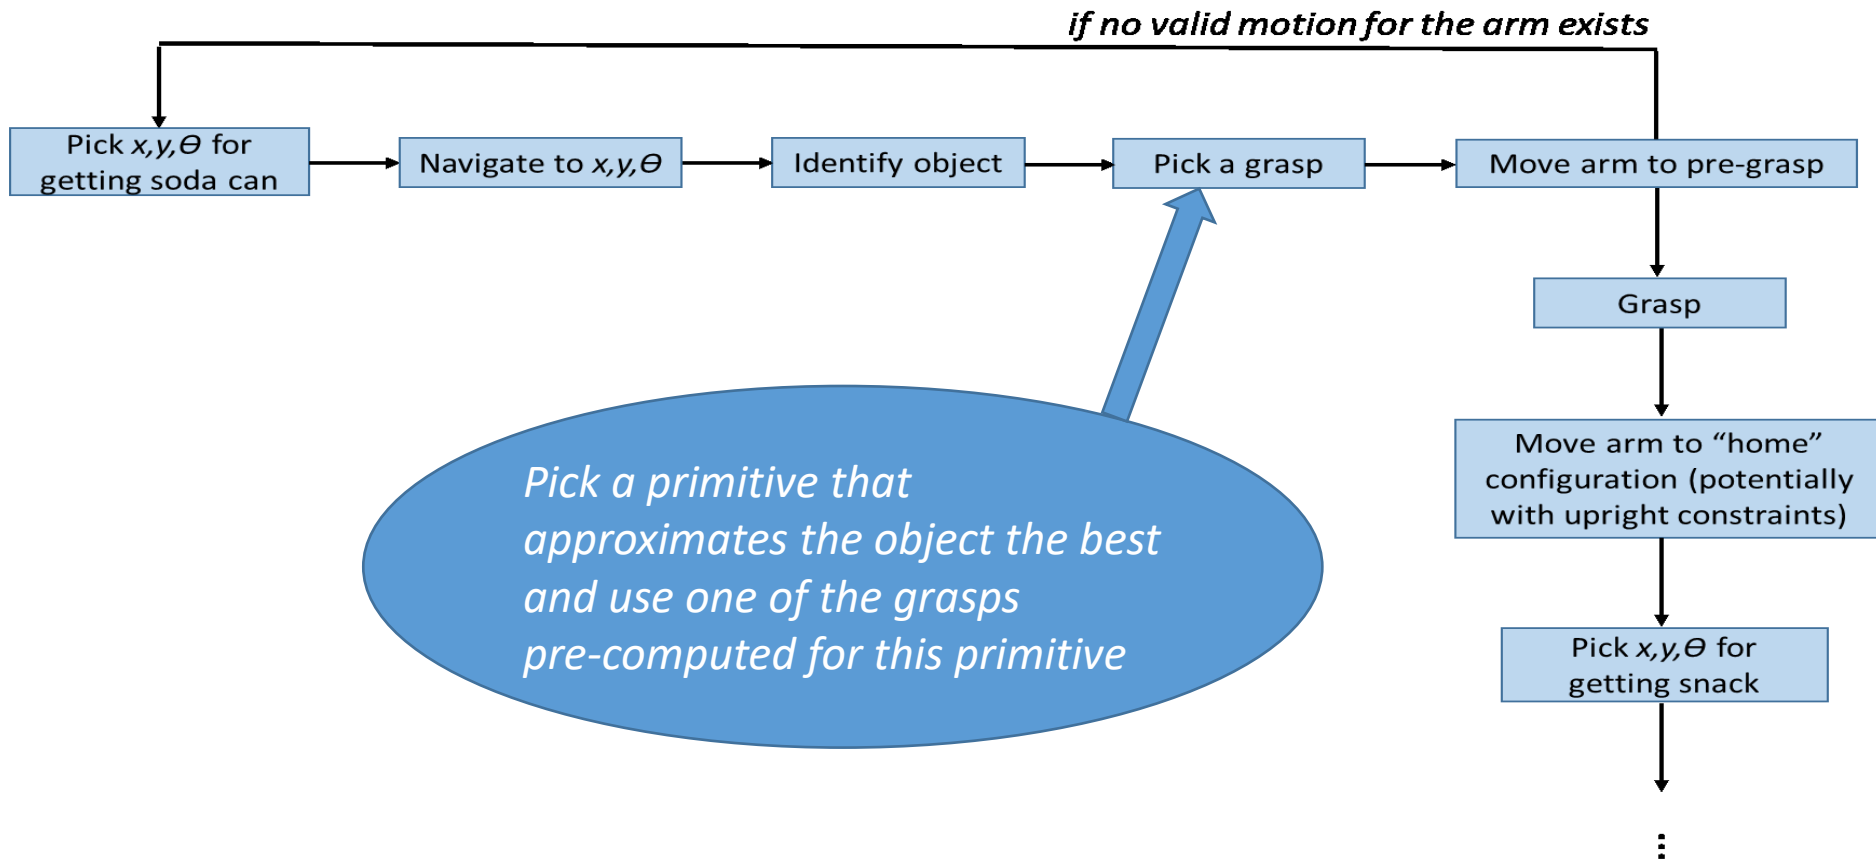 if no valid motion for the arm exists
Pick x,y,Ɵ for
getting soda can
Navigate to x,y,Ɵ
Identify object
Pick a grasp
Move arm to pre-grasp
Grasp
Move arm to “home”
configuration (potentially
with upright constraints)
Pick x,y,Ɵ for
getting snack
Pick a primitive that
approximates the object the best
and use one of the grasps
pre-computed for this primitive